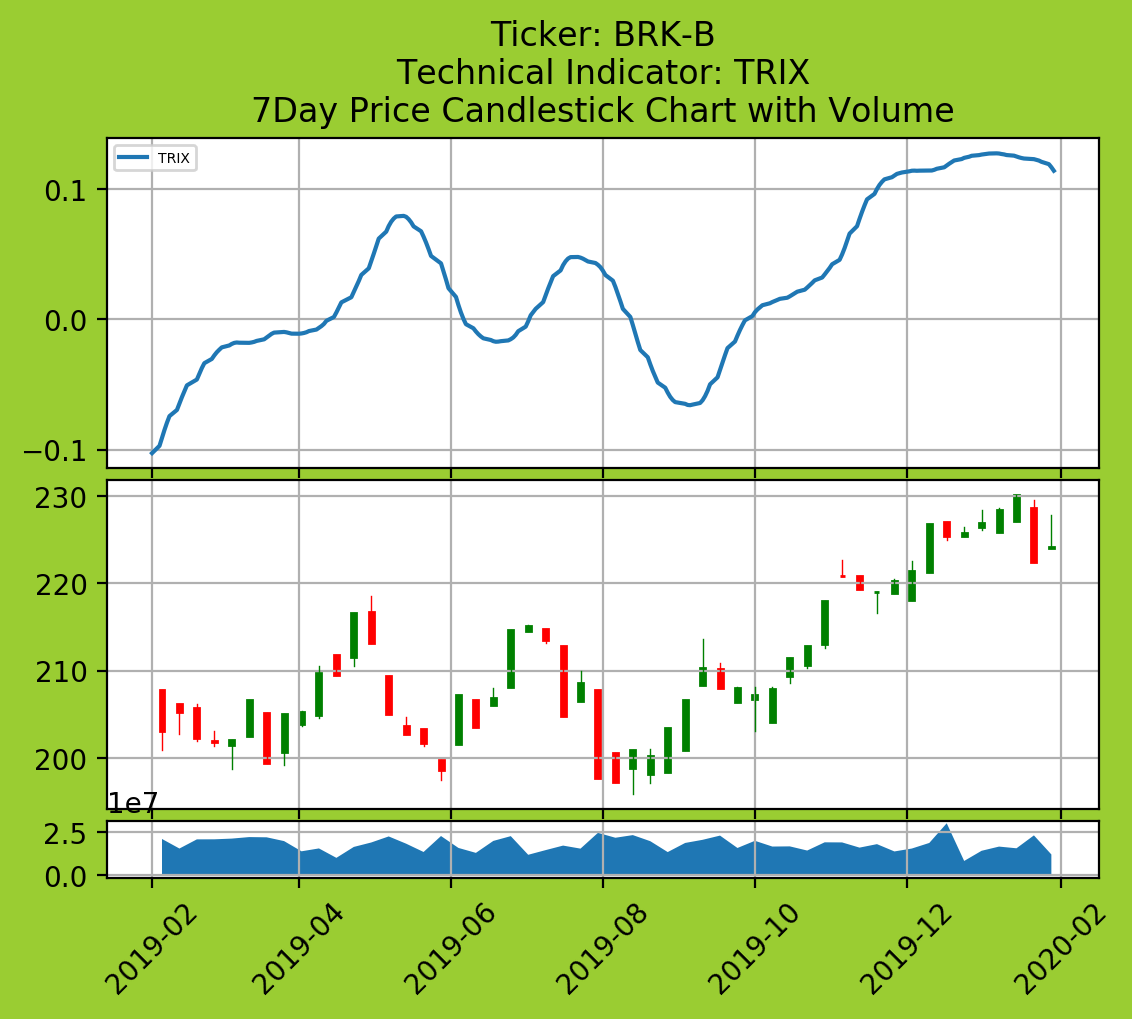 Ticker: BRK-B
Technical Indicator: TRIX
7Day Price Candlestick Chart with Volume
TRIX
0.1
0.0
−0.1
230
220
210
200
1e7
2.5
0.0
2019-02 2019-04 2019-06 2019-08 2019-10 2019-12 2020-02